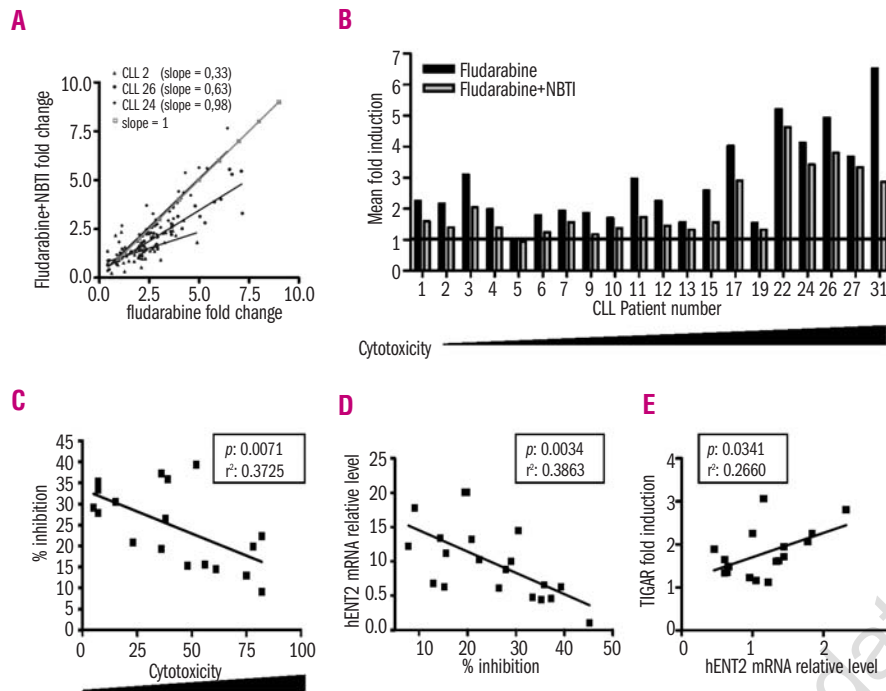 A
CLL 2 (slope = 0,33)
CLL 26 (slope = 0,63)
CLL 24 (slope = 0,98)
slope = 1
10.0
7.5
5.0
2.5
0.0
Fludarabine+NBTI fold change
0.0 2.5 5.0 7.5 10.0
fludarabine fold change
B
Fludarabine
Fludarabine+NBTI
7
6
5
4
3
2
1
0
Mean fold induction
1 2 3 4 5 6 7 9 10 11 12 13 15 17 19 22 24 26 27 31
CLL Patient number
Cytotoxicity
C
p: 0.0071
r²: 0.3725
45
40
35
30
25
20
15
10
5
0
% inhibition
0 25 50 75 100
Cytotoxicity
D
p: 0.0034
r²: 0.3863
25
20
15
10
5
0.0
hENT2 mRNA relative level
10 20 30 40 50
% inhibition
E
p: 0.0341
r²: 0.2660
4
3
2
1
0
TIGAR fold induction
0 1 2
hENT2 mRNA relative level